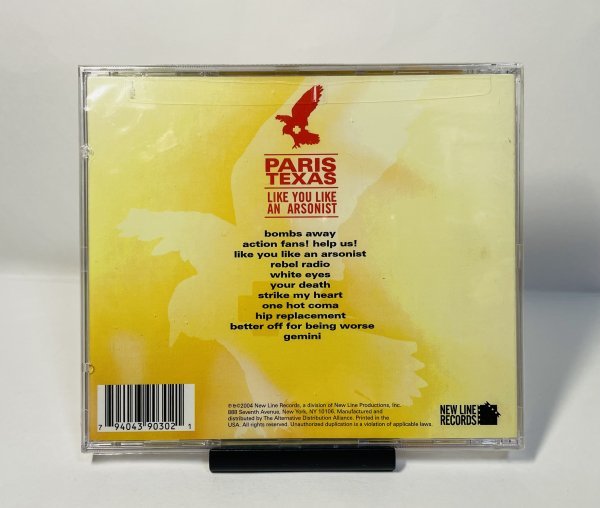 PARIS
TEXAS
LIKE YOU LIKE
AN ARSONIST
bombs away
action fans! help us!
like you like an arsonist
rebel radio
white eyes
your death
strike my heart
one hot coma
hip replacement
better off for being worse
gemini
℗©2004 New Line Records, a division of New Line Productions, Inc.
888 Seventh Avenue, New York, NY 10106. Manufactured and
distributed by The Alternative Distribution Alliance. Printed in the
USA. All rights reserved. Unauthorized duplication is a violation of applicable laws.
NEW LINE
RECORDS
7 94043 90302 1